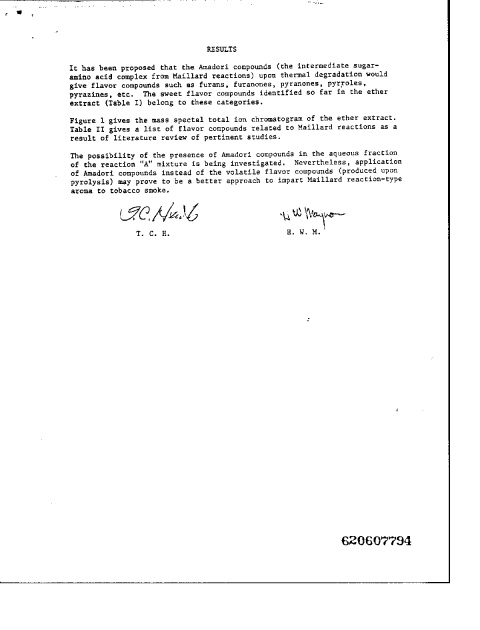 RESULTS
It has been proposed that the Amadori compounds (the intermediate sugar-
amino acid complex from Maillard reactions) upon thermal degradation would
give flavor compounds such as furans, furanones, pyranones, pyrroles,
pyrazines, etc. The sweet flavor compounds identified so far in the ether
extract (Table I) belong to these categories.
Figure 1 gives the mass spectal total ion chromatogram of the ether extract.
Table II gives a list of flavor compounds related to Maillard reactions as a
result of literature review of pertinent studies.
The possibility of the presence of Amadori compounds in the aqueous fraction
of the reaction "A" mixture is being investigated. Nevertheless, application
of Amadori compounds instead of the volatile flavor compounds (produced upon
pyrolysis) may prove to be a better approach to impart Maillard reaction-type
aroma to tobacco smoke.
T. C. H.
H. W. M.
620607794